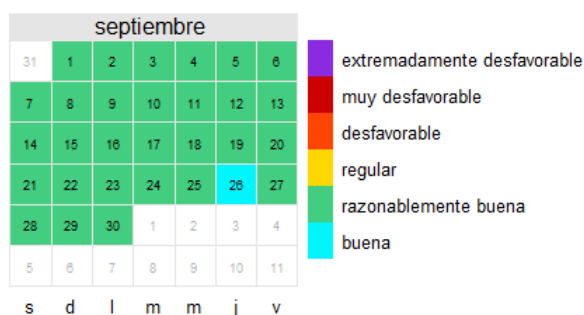 septiembre
31 1 2 3 4 5 6
7 8 9 10 11 12 13
14 15 16 17 18 19 20
21 22 23 24 25 26 27
28 29 30 1 2 3 4
5 6 7 8 9 10 11
s d l m m j v
extremadamente desfavorable
muy desfavorable
desfavorable
regular
razonablemente buena
buena